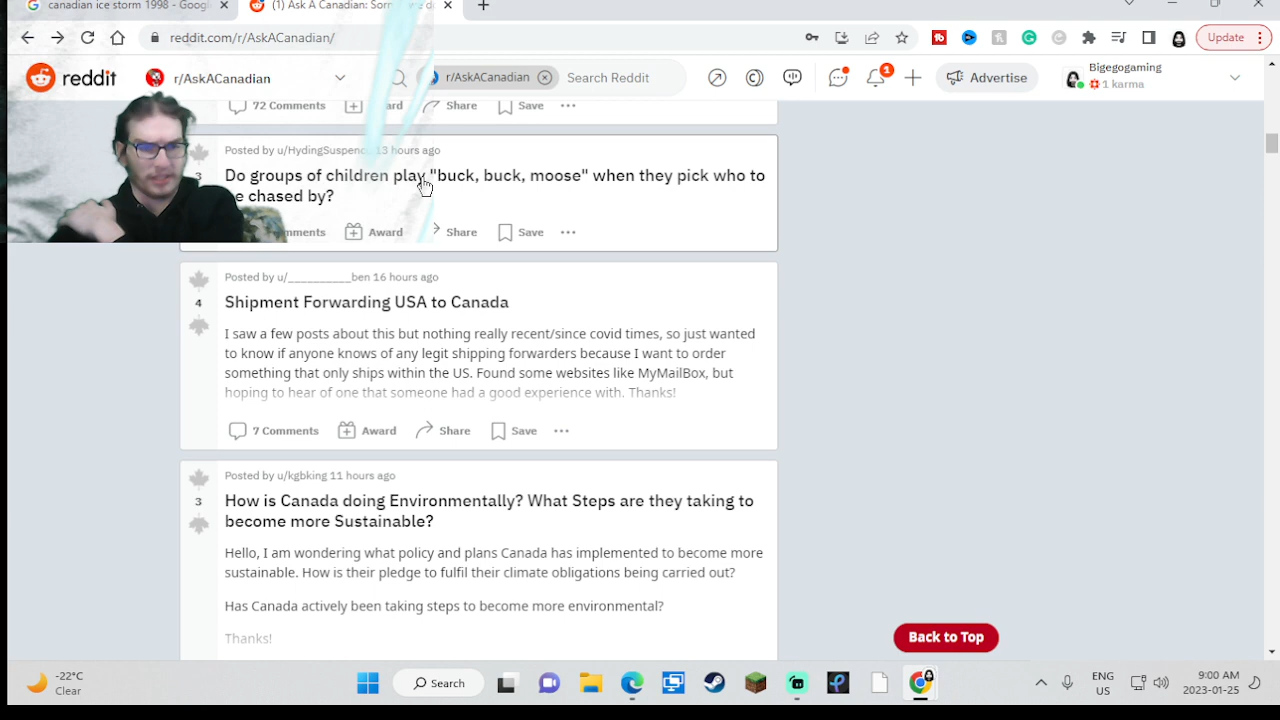 canadian ice storm 1998 - Googl
(1) Ask A Canadian: Sorr
reddit.com/r/AskACanadian/
Update
reddit
r/AskACanadian
r/AskACanadian
Search Reddit
Advertise
Bigegogaming
1 karma
1
72 Comments
Share
Save
Posted by u/HydingSuspenc 13 hours ago
Do groups of children play "buck, buck, moose" when they pick who to
e chased by?
mments
Award
Share
Save
Posted by u/__________ben 16 hours ago
4
Shipment Forwarding USA to Canada
I saw a few posts about this but nothing really recent/since covid times, so just wanted
to know if anyone knows of any legit shipping forwarders because I want to order
something that only ships within the US. Found some websites like MyMailBox, but
hoping to hear of one that someone had a good experience with. Thanks!
7 Comments
Award
Share
Save
Posted by u/kgbking 11 hours ago
3
How is Canada doing Environmentally? What Steps are they taking to
become more Sustainable?
Hello, I am wondering what policy and plans Canada has implemented to become more
sustainable. How is their pledge to fulfil their climate obligations being carried out?
Has Canada actively been taking steps to become more environmental?
Thanks!
Back to Top
-22°C
Clear
Search
ENG
US
9:00 AM
2023-01-25